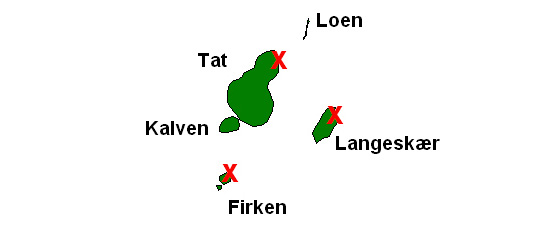 Loen
Tat
X
X
Kalven
Langeskær
X
Firken